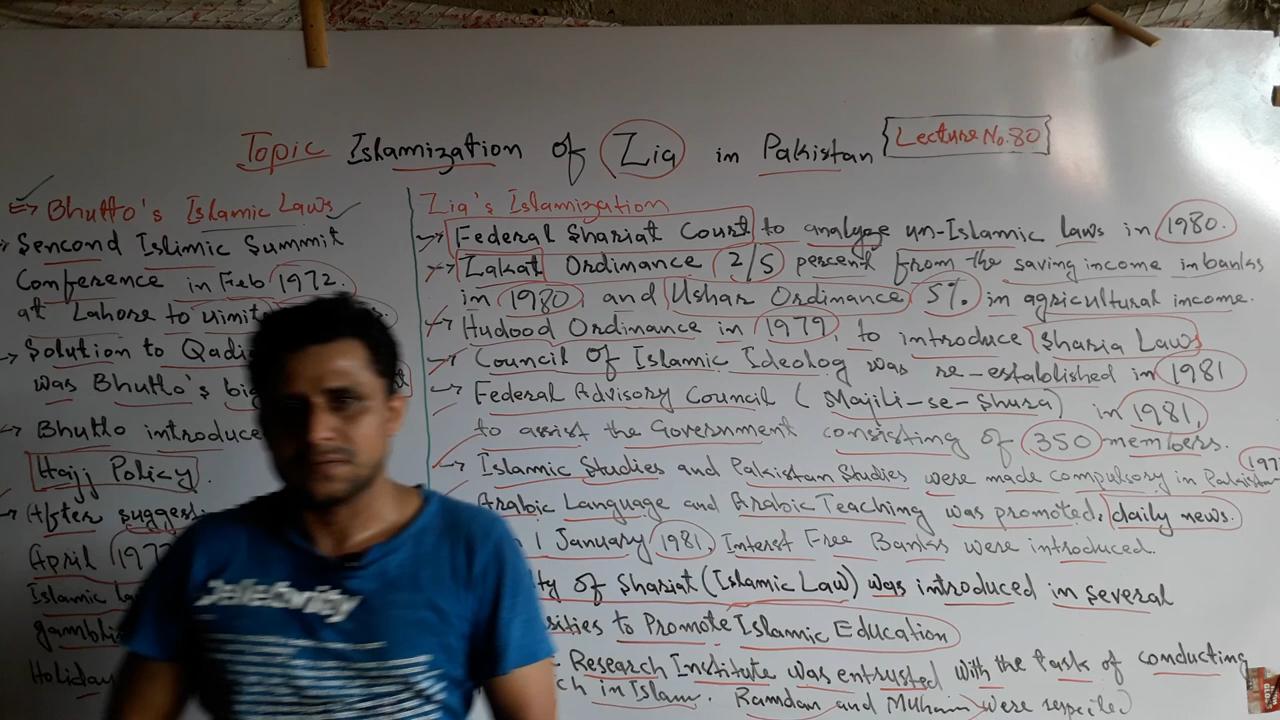 Topic Islamization of Zia in Pakistan Lecture No.80
=> Bhutto's Islamic Laws
Sencond Islimic Summit
Conference in Feb 1972.
at Lahore to
Solution to
was Bhutto's
Bhutto introduce
Hajj Policy.
After
April
Islamic
Holiday
Zia's Islamization
→ Federal Shariat Court to analyze un-Islamic laws in 1980.
→ Zakat Ordinance 2/5 percent from the saving income in banks
in 1980, and Ushar Ordinance 5% in agricultural income.
→ Hudood Ordinance in 1979, to introduce Sharia Laws
→ Council of Islamic Ideolog was re-established in 1981
→ Federal Advisory Council (Majili-se-Shura) in 1981,
to assist the Government consisting of 350 members.
→ Islamic Studies and Pakistan Studies were made compulsory in Pakistan
Arabic Language and Arabic Teaching was promoted, daily news.
1 January 1981, Interest Free Banks were introduced.
of Shariat (Islamic Law) was introduced in several
to Promote Islamic Education
Research Institute was entrusted with the task of conducting
in Islam. Ramdan and were
Celebrity